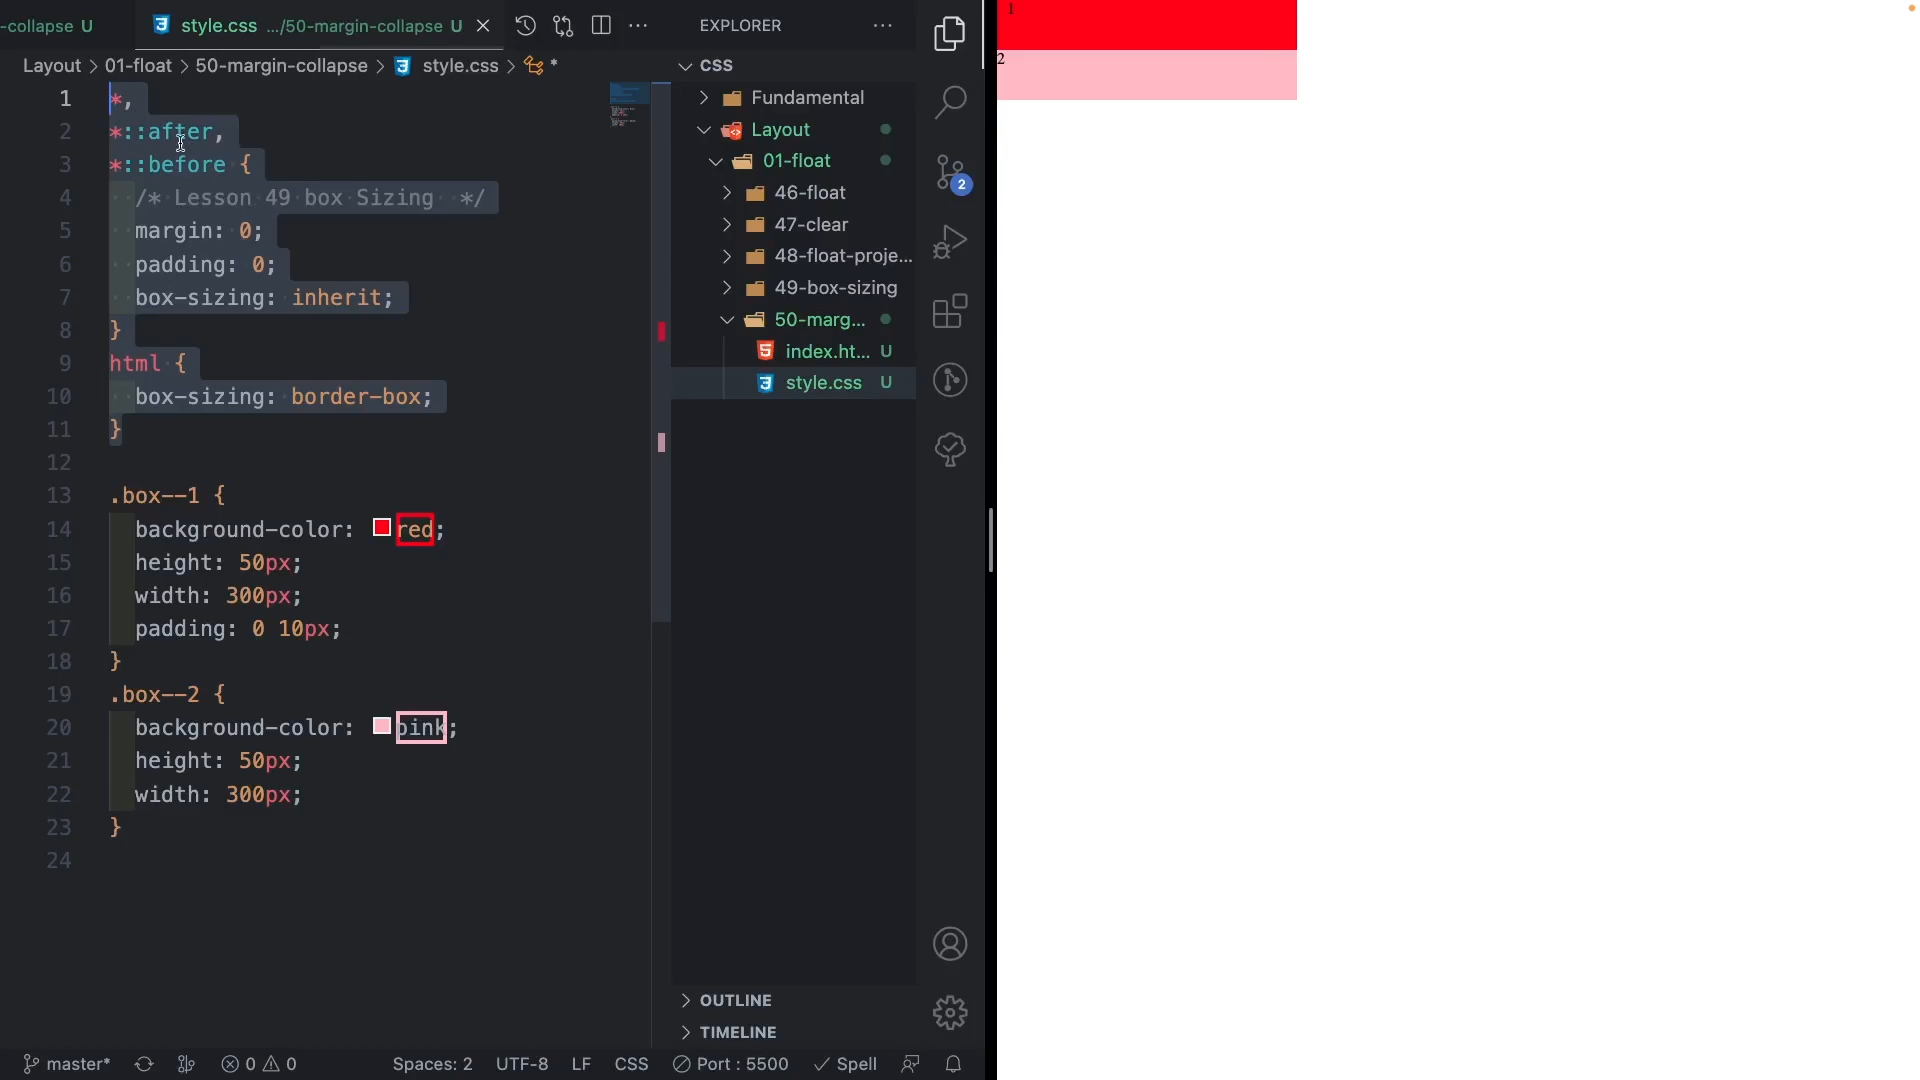 -collapse U
style.css .../50-margin-collapse U
EXPLORER
Layout > 01-float > 50-margin-collapse > style.css > *
CSS
1 *,
2 *::after,
3 *::before {
4 /* Lesson 49 box Sizing */
5 margin: 0;
6 padding: 0;
7 box-sizing: inherit;
8 }
9 html {
10 box-sizing: border-box;
11 }
12
13 .box--1 {
14 background-color: red;
15 height: 50px;
16 width: 300px;
17 padding: 0 10px;
18 }
19 .box--2 {
20 background-color: pink;
21 height: 50px;
22 width: 300px;
23 }
24
Fundamental
Layout
01-float
46-float
47-clear
48-float-proje...
49-box-sizing
50-marg...
index.ht... U
style.css U
OUTLINE
TIMELINE
2
master*
0 0
Spaces: 2
UTF-8
LF
CSS
Port : 5500
Spell
1
2